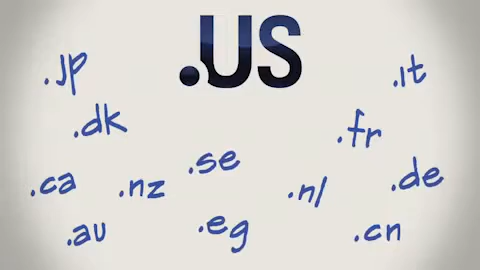 .US
.jp
.it
.dk
.fr
.se
.ca
.nz
.nl
.de
.au
.eg
.cn